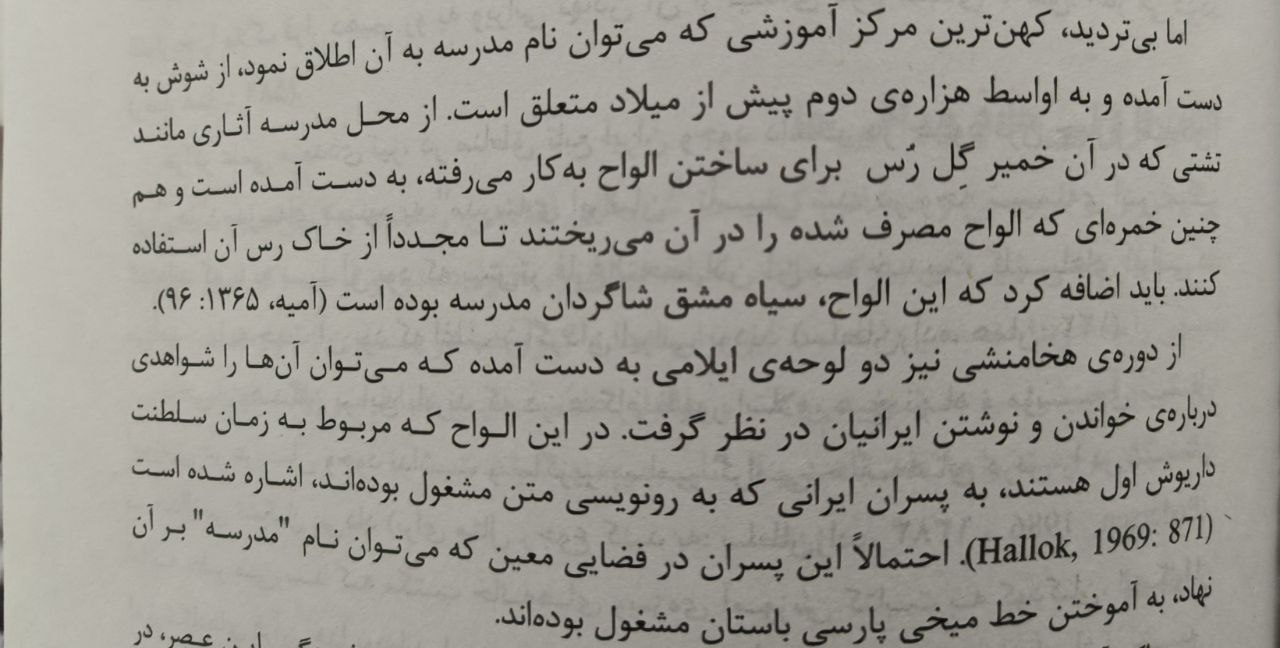 اما بی‌تردید، کهن‌ترین مرکز آموزشی که می‌توان نام مدرسه به آن اطلاق نمود، از شوش به
دست آمده و به اواسط هزاره‌ی دوم پیش از میلاد متعلق است. از محل مدرسه آثاری مانند
تشتی که در آن خمیر گِل رُس برای ساختن الواح به‌کار می‌رفته، به دست آمده است و هم
چنین خمره‌ای که الواح مصرف شده را در آن می‌ریختند تا مجدداً از خاک رس آن استفاده
کنند. باید اضافه کرد که این الواح، سیاه مشق شاگردان مدرسه بوده است (آمیه، ۱۳۶۵: ۹۶).
از دوره‌ی هخامنشی نیز دو لوحه‌ی ایلامی به دست آمده که می‌توان آن‌ها را شواهدی
درباره‌ی خواندن و نوشتن ایرانیان در نظر گرفت. در این الواح که مربوط به زمان سلطنت
داریوش اول هستند، به پسران ایرانی که به رونویسی متن مشغول بوده‌اند، اشاره شده است
(Hallok, 1969: 871). احتمالاً این پسران در فضایی معین که می‌توان نام "مدرسه" بر آن
نهاد، به آموختن خط میخی پارسی باستان مشغول بوده‌اند.
این عصر، در